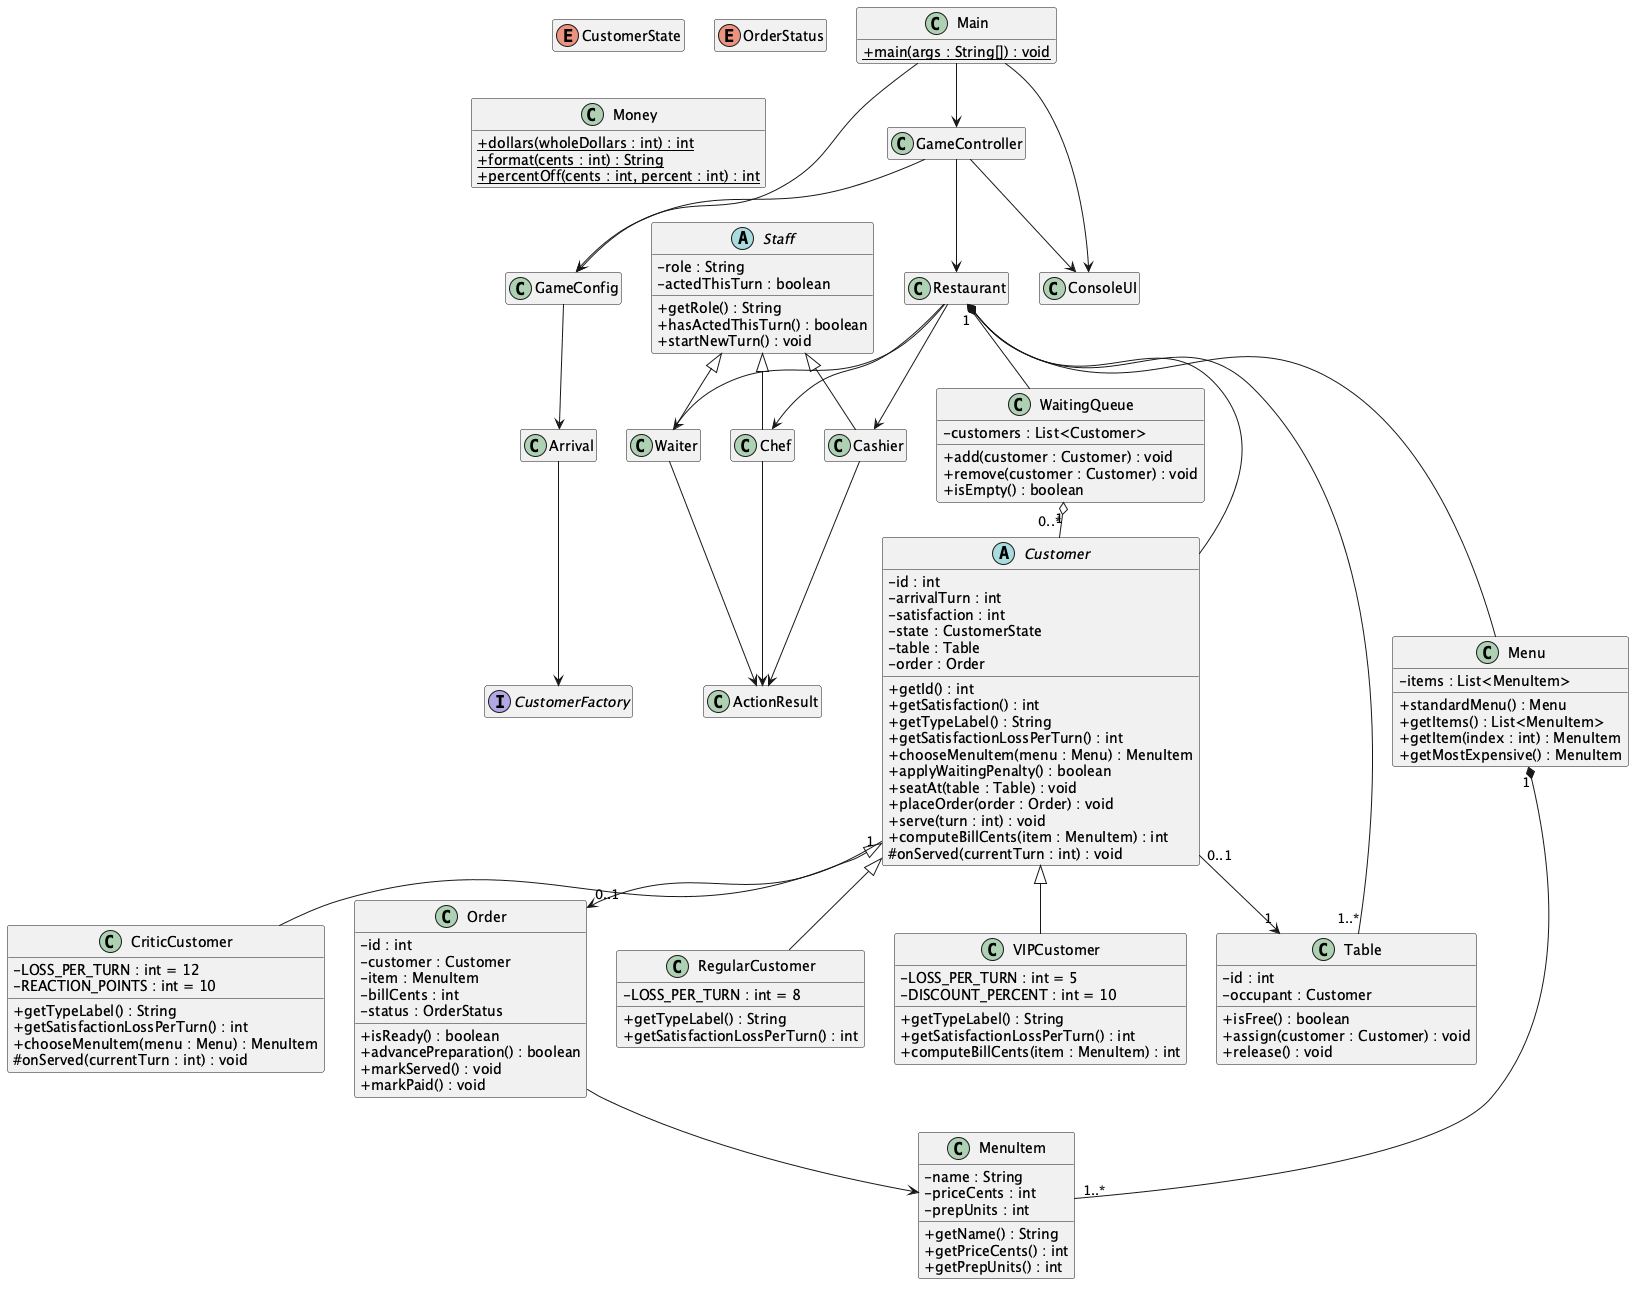 E CustomerState
E OrderStatus
C Main
+main(args : String[]) : void
C Money
+dollars(wholeDollars : int) : int
+format(cents : int) : String
+percentOff(cents : int, percent : int) : int
C GameController
A Staff
-role : String
-actedThisTurn : boolean
+getRole() : String
+hasActedThisTurn() : boolean
+startNewTurn() : void
C GameConfig
C Restaurant
C ConsoleUI
1
C Arrival
C Waiter
C Chef
C Cashier
C WaitingQueue
-customers : List<Customer>
+add(customer : Customer) : void
+remove(customer : Customer) : void
+isEmpty() : boolean
0..*
1
A Customer
-id : int
-arrivalTurn : int
-satisfaction : int
-state : CustomerState
-table : Table
-order : Order
+getId() : int
+getSatisfaction() : int
+getTypeLabel() : String
+getSatisfactionLossPerTurn() : int
+chooseMenuItem(menu : Menu) : MenuItem
+applyWaitingPenalty() : boolean
+seatAt(table : Table) : void
+placeOrder(order : Order) : void
+serve(turn : int) : void
+computeBillCents(item : MenuItem) : int
#onServed(currentTurn : int) : void
C Menu
-items : List<MenuItem>
+standardMenu() : Menu
+getItems() : List<MenuItem>
+getItem(index : int) : MenuItem
+getMostExpensive() : MenuItem
1
I CustomerFactory
C ActionResult
1
0..1
0..1
1
1..*
C CriticCustomer
-LOSS_PER_TURN : int = 12
-REACTION_POINTS : int = 10
+getTypeLabel() : String
+getSatisfactionLossPerTurn() : int
+chooseMenuItem(menu : Menu) : MenuItem
#onServed(currentTurn : int) : void
C Order
-id : int
-customer : Customer
-item : MenuItem
-billCents : int
-status : OrderStatus
+isReady() : boolean
+advancePreparation() : boolean
+markServed() : void
+markPaid() : void
C RegularCustomer
-LOSS_PER_TURN : int = 8
+getTypeLabel() : String
+getSatisfactionLossPerTurn() : int
C VIPCustomer
-LOSS_PER_TURN : int = 5
-DISCOUNT_PERCENT : int = 10
+getTypeLabel() : String
+getSatisfactionLossPerTurn() : int
+computeBillCents(item : MenuItem) : int
C Table
-id : int
-occupant : Customer
+isFree() : boolean
+assign(customer : Customer) : void
+release() : void
C MenuItem
-name : String
-priceCents : int
-prepUnits : int
+getName() : String
+getPriceCents() : int
+getPrepUnits() : int
1..*